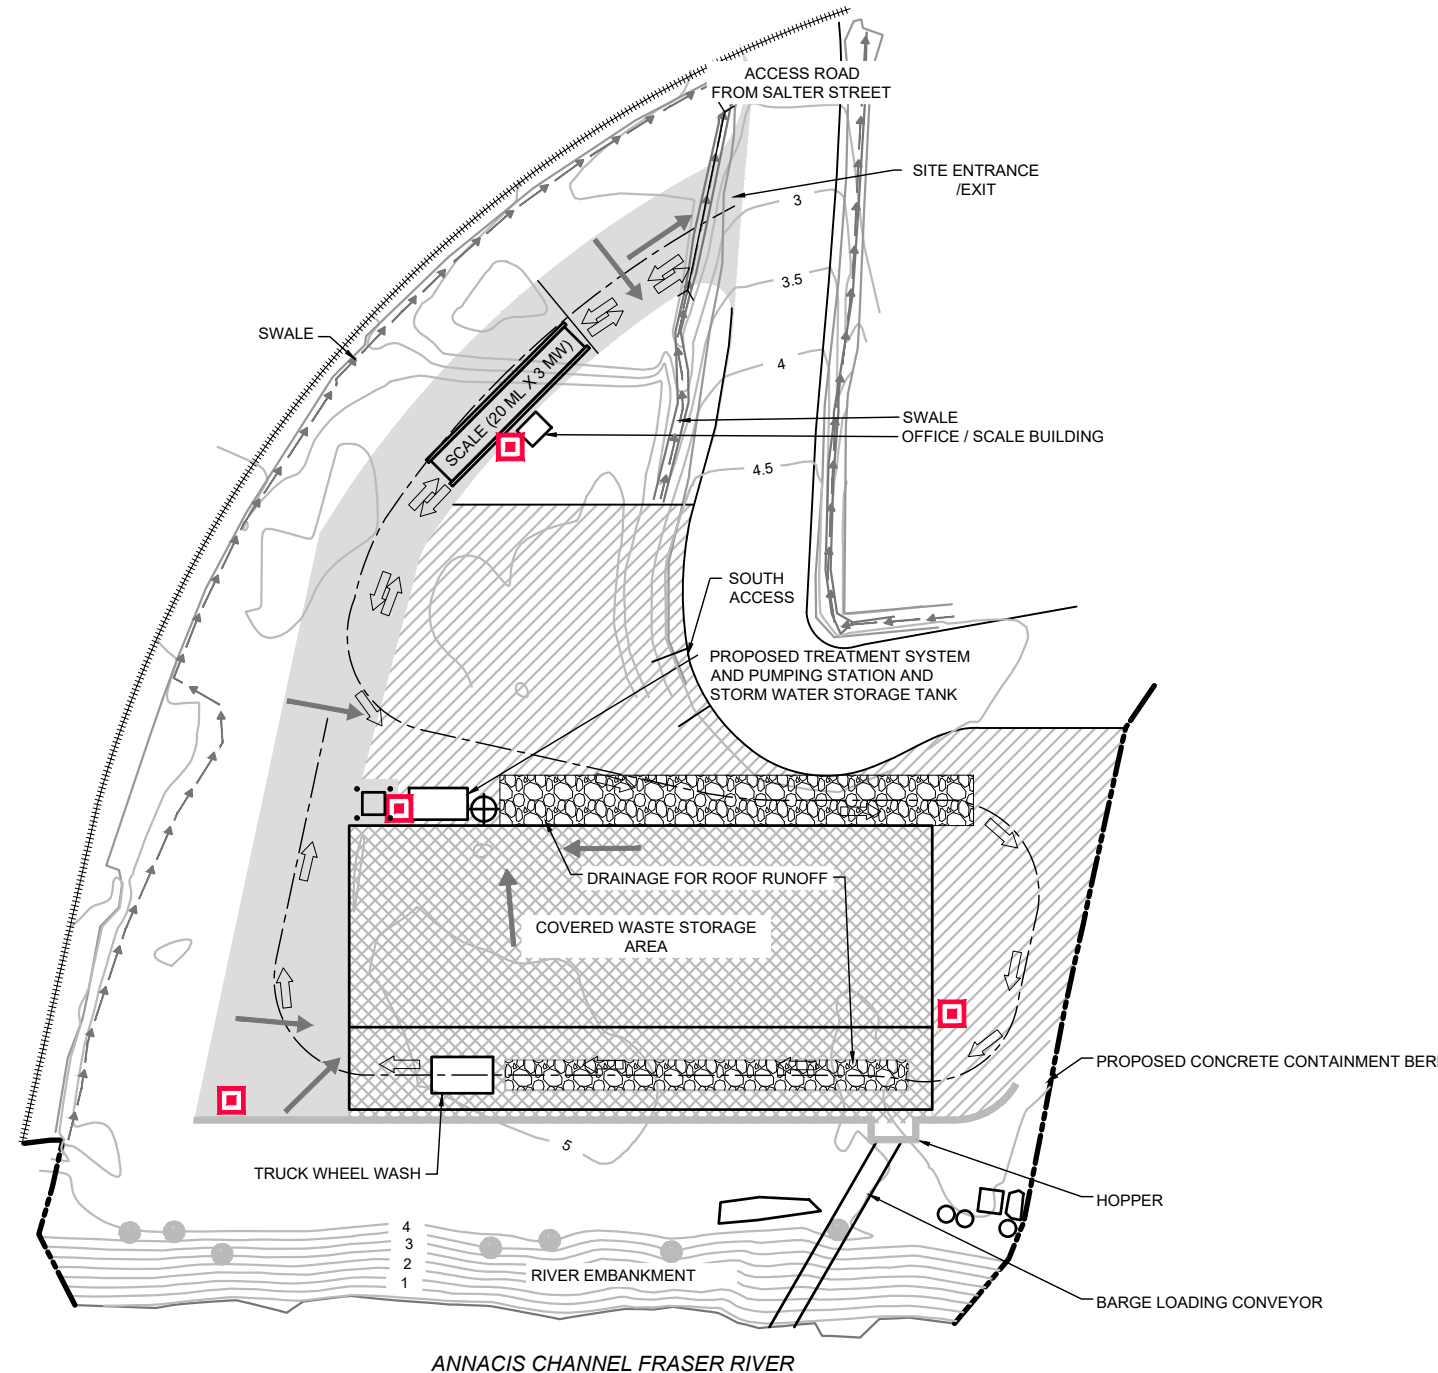 ACCESS ROAD
FROM SALTER STREET
SITE ENTRANCE
/EXIT
3
3.5
SWALE
4
SCALE (20 ML X 3 MW)
SWALE
OFFICE / SCALE BUILDING
4.5
SOUTH
ACCESS
PROPOSED TREATMENT SYSTEM
AND PUMPING STATION AND
STORM WATER STORAGE TANK
DRAINAGE FOR ROOF RUNOFF
COVERED WASTE STORAGE
AREA
PROPOSED CONCRETE CONTAINMENT BER
5
TRUCK WHEEL WASH
HOPPER
4
3
2
1
RIVER EMBANKMENT
BARGE LOADING CONVEYOR
ANNACIS CHANNEL FRASER RIVER